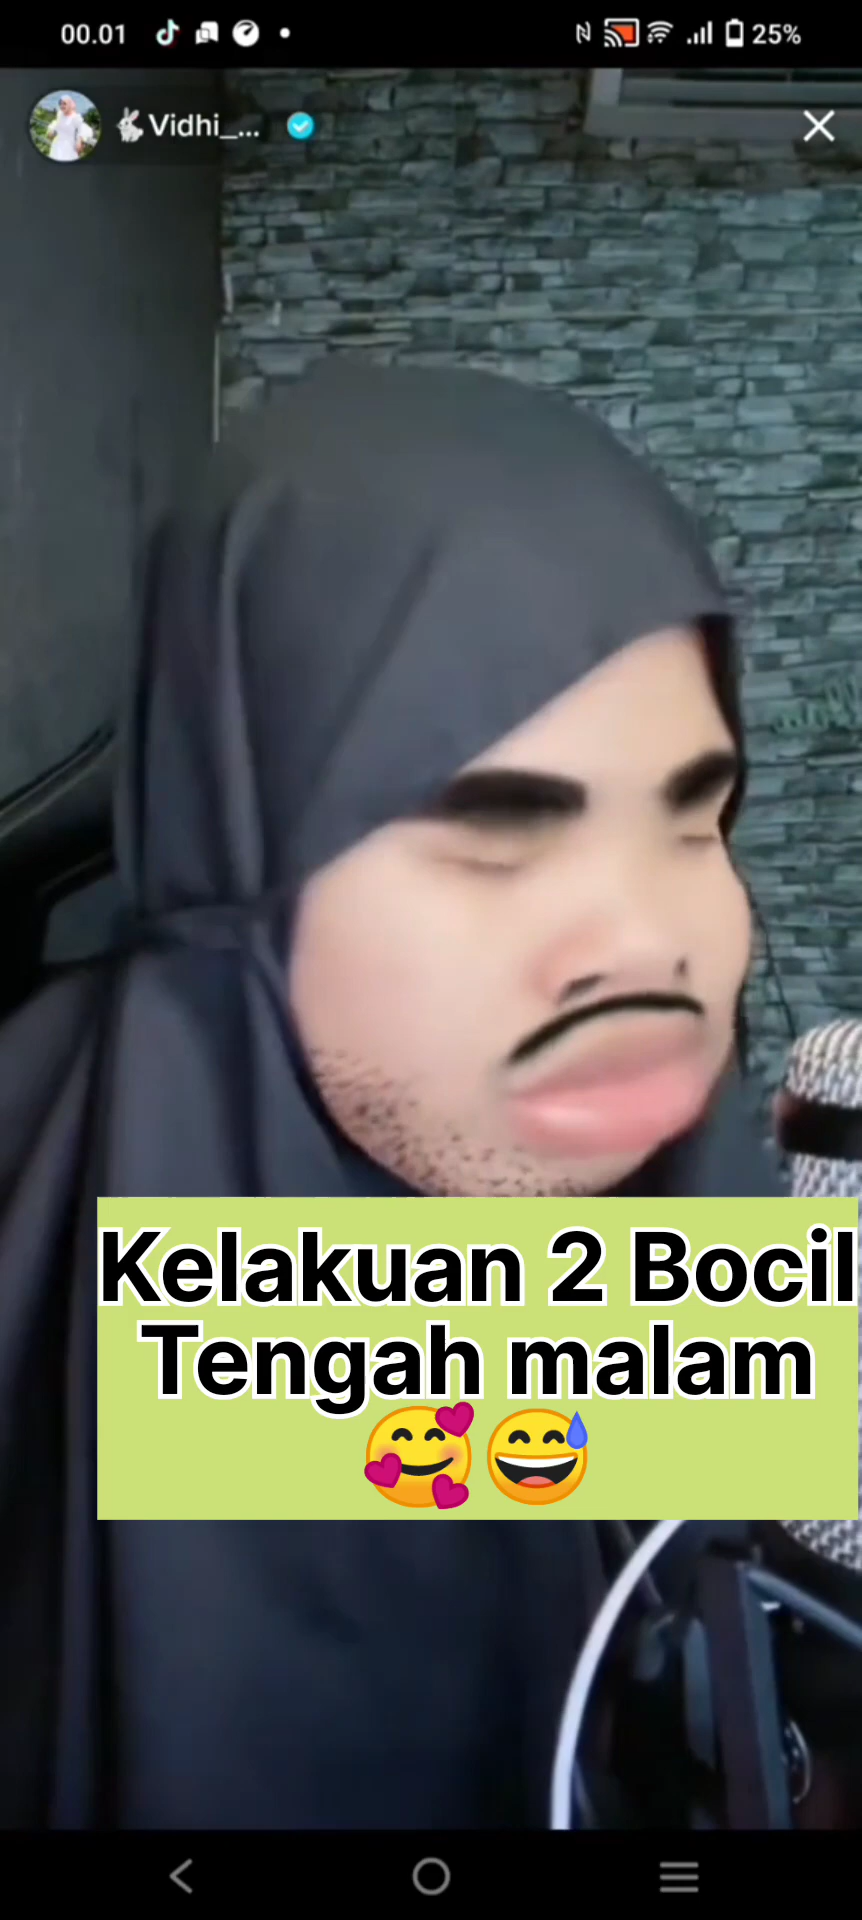 00.01
25%
Vidhi_...
Kelakuan 2 Bocil
Tengah malam
🥰😅